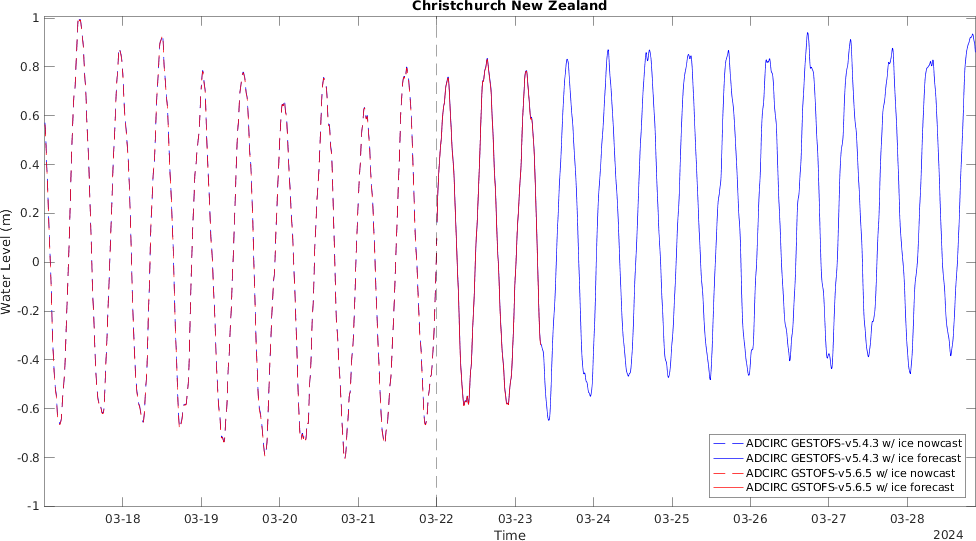 Christchurch New Zealand
1
0.8
0.6
0.4
0.2
0
-0.2
-0.4
-0.6
-0.8
-1
Water Level (m)
03-18 03-19 03-20 03-21 03-22 03-23 03-24 03-25 03-26 03-27 03-28
Time
2024
ADCIRC GESTOFS-v5.4.3 w/ ice nowcast
ADCIRC GESTOFS-v5.4.3 w/ ice forecast
ADCIRC GSTOFS-v5.6.5 w/ ice nowcast
ADCIRC GSTOFS-v5.6.5 w/ ice forecast